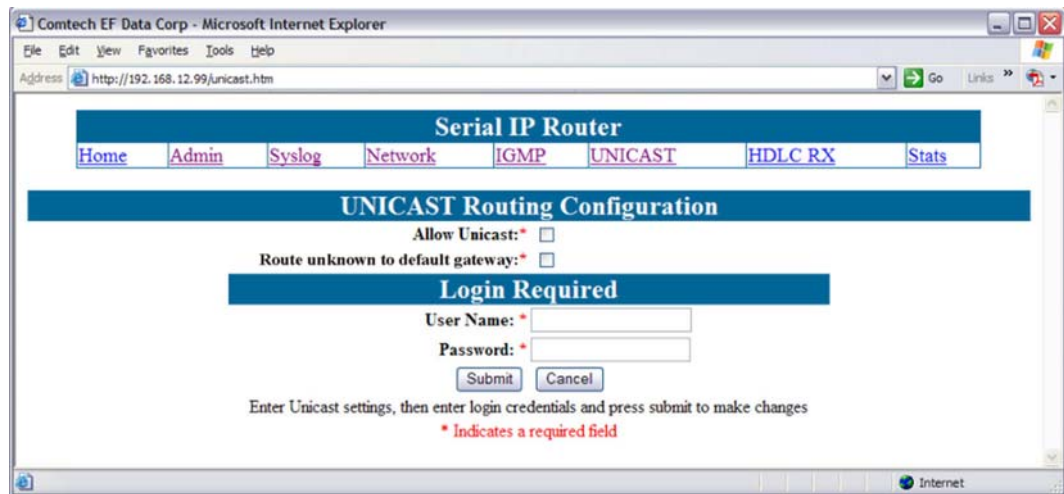 Comtech EF Data Corp - Microsoft Internet Explorer
File Edit View Favorites Tools Help
Address http://192.168.12.99/unicast.htm Go Links »
Serial IP Router
Home Admin Syslog Network IGMP UNICAST HDLC RX Stats
UNICAST Routing Configuration
Allow Unicast:*
Route unknown to default gateway:*
Login Required
User Name: *
Password: *
Submit Cancel
Enter Unicast settings, then enter login credentials and press submit to make changes
* Indicates a required field
Internet